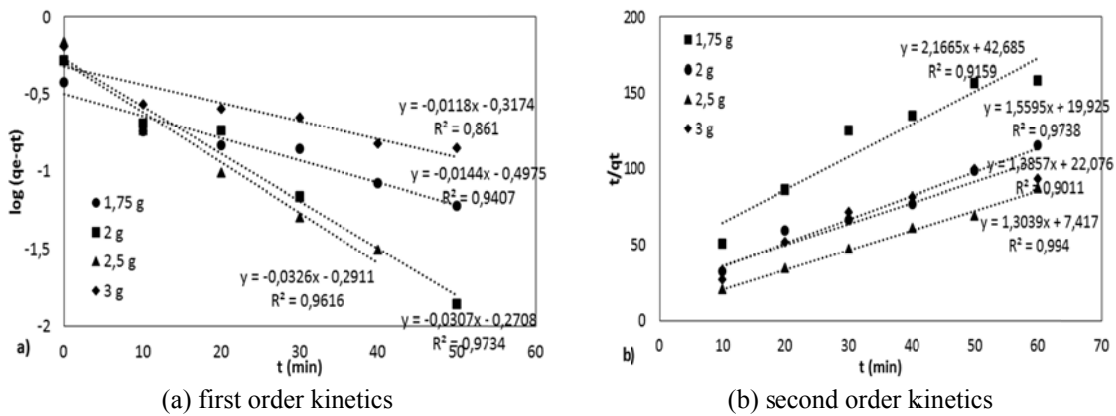 0
-0,5
-1
-1,5
-2
log (qe-qt)
1,75 g
2 g
2,5 g
3 g
y = -0,0118x - 0,3174
R² = 0,861
y = -0,0144x - 0,4975
R² = 0,9407
y = -0,0326x - 0,2911
R² = 0,9616
y = -0,0307x - 0,2708
R² = 0,9734
0 10 20 30 40 50 60
a)
t (min)
(a) first order kinetics
200
150
100
50
0
t/qt
1,75 g
2 g
2,5 g
3 g
y = 2,1665x + 42,685
R² = 0,9159
y = 1,5595x + 19,925
R² = 0,9738
y = 1,3857x + 22,076
R² = 0,9011
y = 1,3039x + 7,417
R² = 0,994
0 10 20 30 40 50 60 70
b)
t (min)
(b) second order kinetics